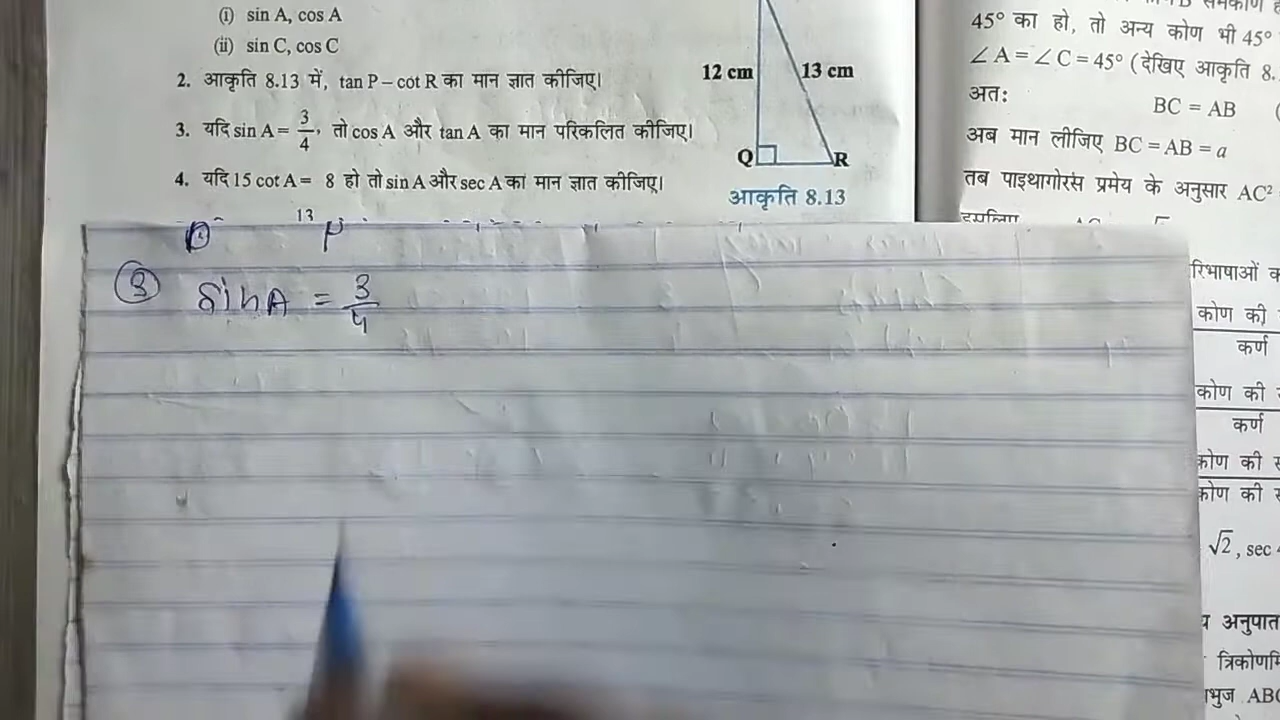 (i) sin A, cos A
(ii) sin C, cos C
2. आकृति 8.13 में, tan P – cot R का मान ज्ञात कीजिए।
3. यदि sin A = 3/4, तो cos A और tan A का मान परिकलित कीजिए।
4. यदि 15 cot A = 8 हो तो sin A और sec A का मान ज्ञात कीजिए।
12 cm
13 cm
Q
R
आकृति 8.13
13
③ sin A = 3/4
45° का हो, तो अन्य कोण भी 45°
∠A = ∠C = 45° (देखिए आकृति 8.
अतः BC = AB
अब मान लीजिए BC = AB = a
तब पाइथागोरस प्रमेय के अनुसार AC²
कोण की
कर्ण
कोण की
कर्ण
कोण की
कोण की
√2, sec
अनुपात
ABC